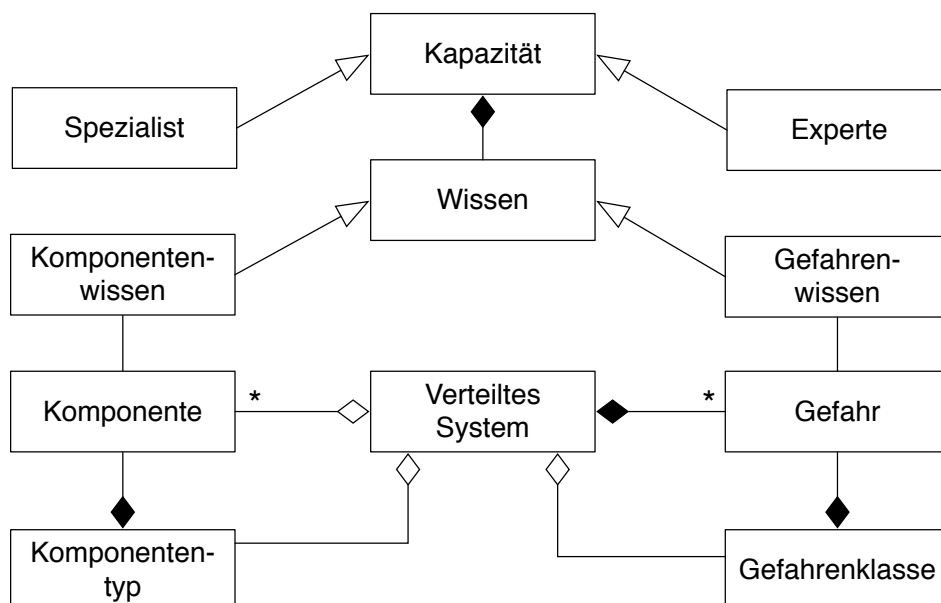 Kapazität
Spezialist
Experte
Wissen
Komponenten-
wissen
Gefahren-
wissen
Komponente
*
Verteiltes
System
*
Gefahr
Komponenten-
typ
Gefahrenklasse